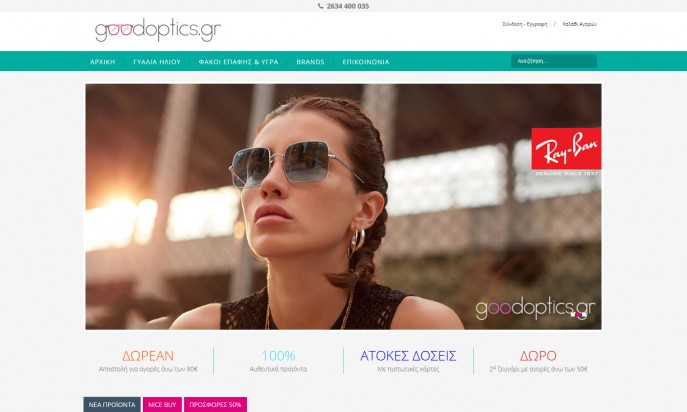 2634 400 035
goodoptics.gr
Σύνδεση - Εγγραφή / Καλάθι Αγορών
ΑΡΧΙΚΗ ΓΥΑΛΙΑ ΗΛΙΟΥ ΦΑΚΟΙ ΕΠΑΦΗΣ & ΥΓΡΑ BRANDS ΕΠΙΚΟΙΝΩΝΙΑ
Αναζήτηση...
Ray-Ban
GENUINE SINCE 1937
goodoptics.gr
ΔΩΡΕΑΝ
Αποστολή για αγορές άνω των 80€
100%
Αυθεντικά προϊόντα
ΑΤΟΚΕΣ ΔΟΣΕΙΣ
Με πιστωτικές κάρτες
ΔΩΡΟ
2ο ζευγάρι με αγορές άνω των 50€
ΝΕΑ ΠΡΟΪΟΝΤΑ NICE BUY ΠΡΟΣΦΟΡΕΣ 50%